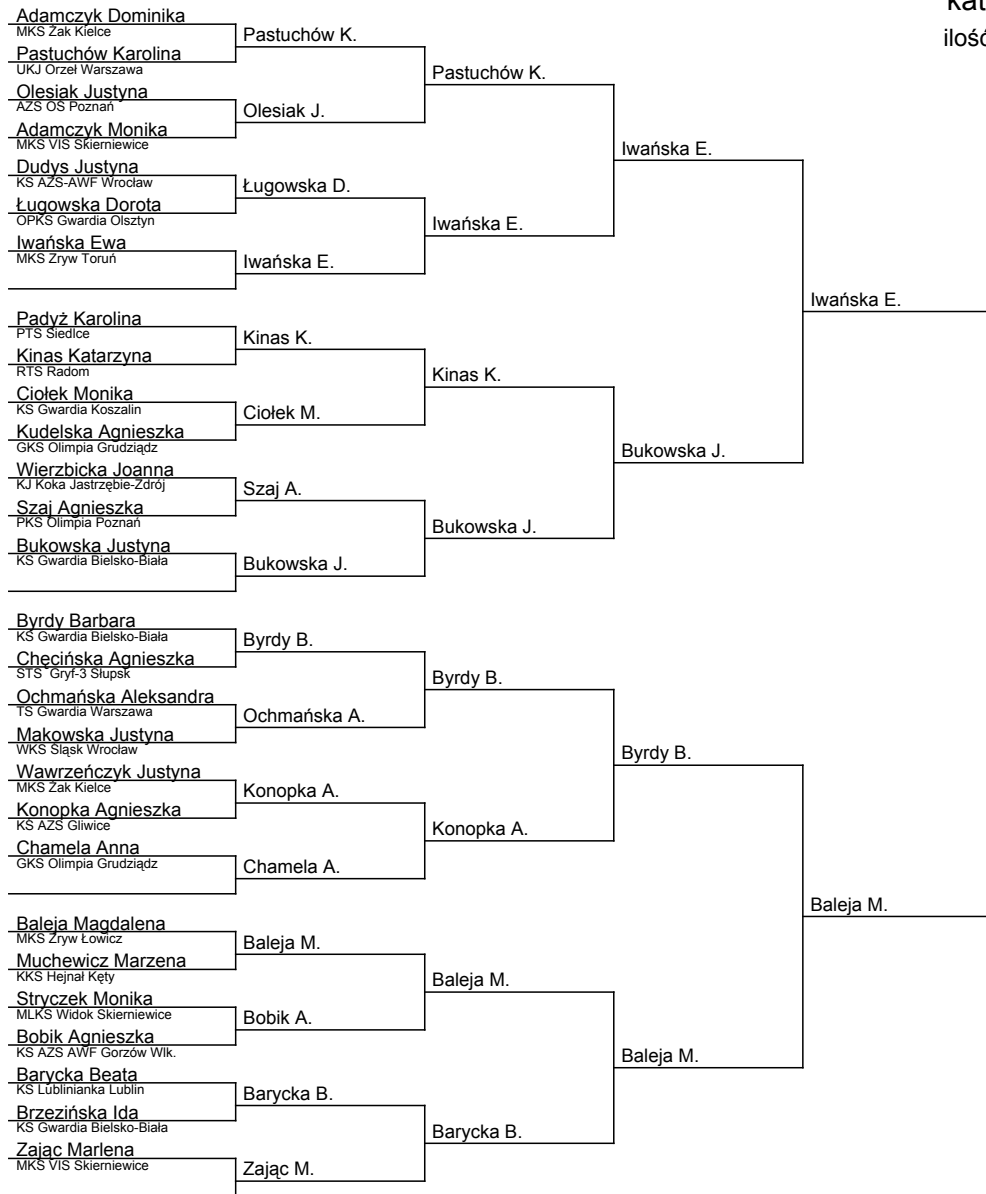 Adamczyk Dominika
MKS Żak Kielce
Pastuchów Karolina
UKJ Orzeł Warszawa
Olesiak Justyna
AZS OŚ Poznań
Adamczyk Monika
MKS VIS Skierniewice
Dudys Justyna
KS AZS-AWF Wrocław
Ługowska Dorota
OPKS Gwardia Olsztyn
Iwańska Ewa
MKS Zryw Toruń
Padyż Karolina
PTS Siedlce
Kinas Katarzyna
RTS Radom
Ciołek Monika
KS Gwardia Koszalin
Kudelska Agnieszka
GKS Olimpia Grudziądz
Wierzbicka Joanna
KJ Koka Jastrzębie-Zdrój
Szaj Agnieszka
PKS Olimpia Poznań
Bukowska Justyna
KS Gwardia Bielsko-Biała
Byrdy Barbara
KS Gwardia Bielsko-Biała
Chęcińska Agnieszka
STS Gryf-3 Słupsk
Ochmańska Aleksandra
TS Gwardia Warszawa
Makowska Justyna
WKS Śląsk Wrocław
Wawrzeńczyk Justyna
MKS Żak Kielce
Konopka Agnieszka
KS AZS Gliwice
Chamela Anna
GKS Olimpia Grudziądz
Baleja Magdalena
MKS Zryw Łowicz
Muchewicz Marzena
KKS Hejnał Kęty
Stryczek Monika
MLKS Widok Skierniewice
Bobik Agnieszka
KS AZS AWF Gorzów Wlk.
Barycka Beata
KS Lublinianka Lublin
Brzezińska Ida
KS Gwardia Bielsko-Biała
Zając Marlena
MKS VIS Skierniewice
Pastuchów K.
Olesiak J.
Ługowska D.
Iwańska E.
Kinas K.
Ciołek M.
Szaj A.
Bukowska J.
Byrdy B.
Ochmańska A.
Konopka A.
Chamela A.
Baleja M.
Bobik A.
Barycka B.
Zając M.
Pastuchów K.
Iwańska E.
Kinas K.
Bukowska J.
Byrdy B.
Konopka A.
Baleja M.
Barycka B.
Iwańska E.
Bukowska J.
Byrdy B.
Baleja M.
Iwańska E.
Baleja M.
kat
ilość